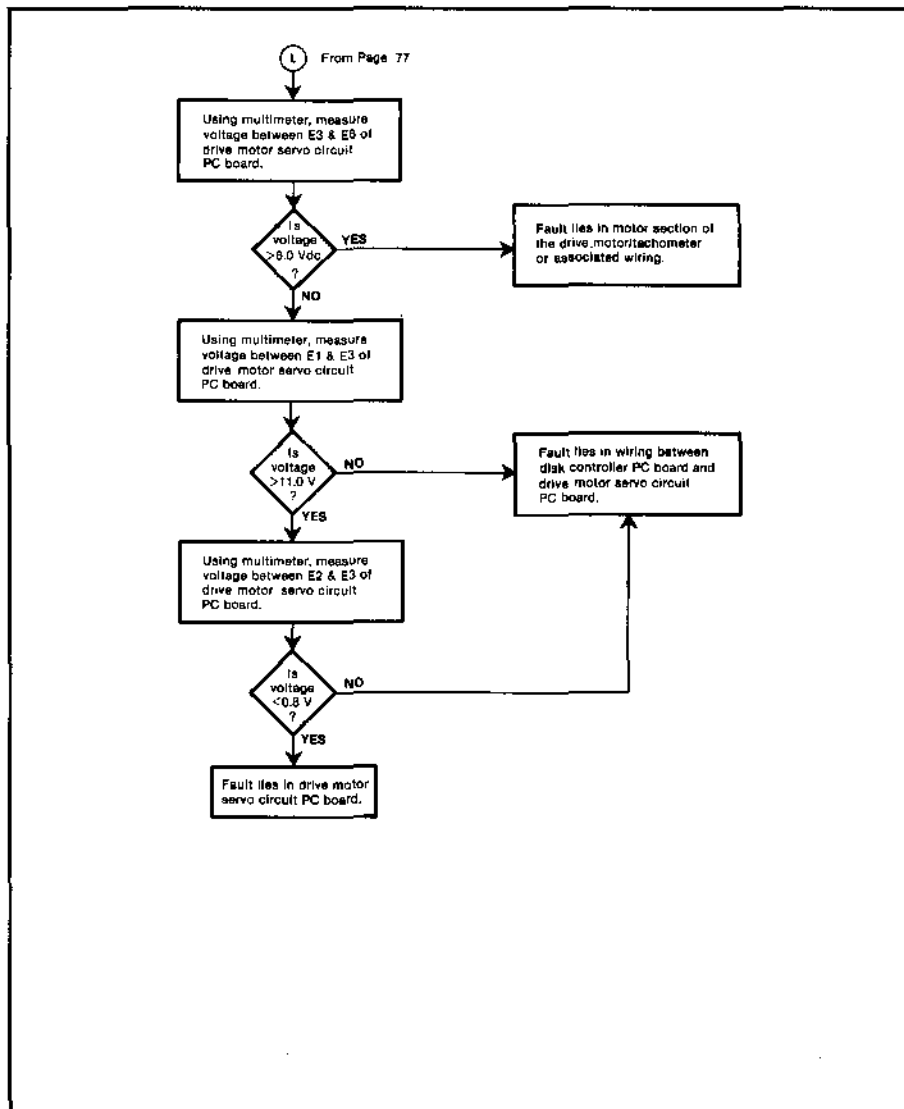 L From Page 77
Using multimeter, measure
voltage between E3 & E6 of
drive motor servo circuit
PC board.
Is
voltage
>6.0 Vdc
?
YES
Fault lies in motor section of
the drive motor/tachometer
or associated wiring.
NO
Using multimeter, measure
voltage between E1 & E3 of
drive motor servo circuit
PC board.
Is
voltage
>11.0 V
?
NO
Fault lies in wiring between
disk controller PC board and
drive motor servo circuit
PC board.
YES
Using multimeter, measure
voltage between E2 & E3 of
drive motor servo circuit
PC board.
Is
voltage
<0.8 V
?
NO
YES
Fault lies in drive motor
servo circuit PC board.